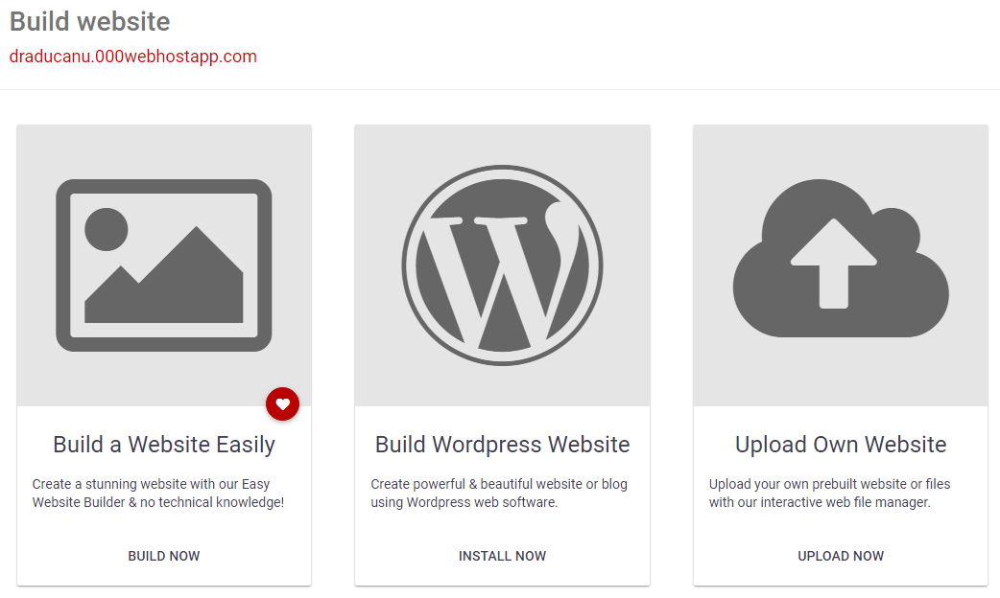 Build website
draducanu.000webhostapp.com
Build a Website Easily
Create a stunning website with our Easy
Website Builder & no technical knowledge!
BUILD NOW
Build Wordpress Website
Create powerful & beautiful website or blog
using Wordpress web software.
INSTALL NOW
Upload Own Website
Upload your own prebuilt website or files
with our interactive web file manager.
UPLOAD NOW